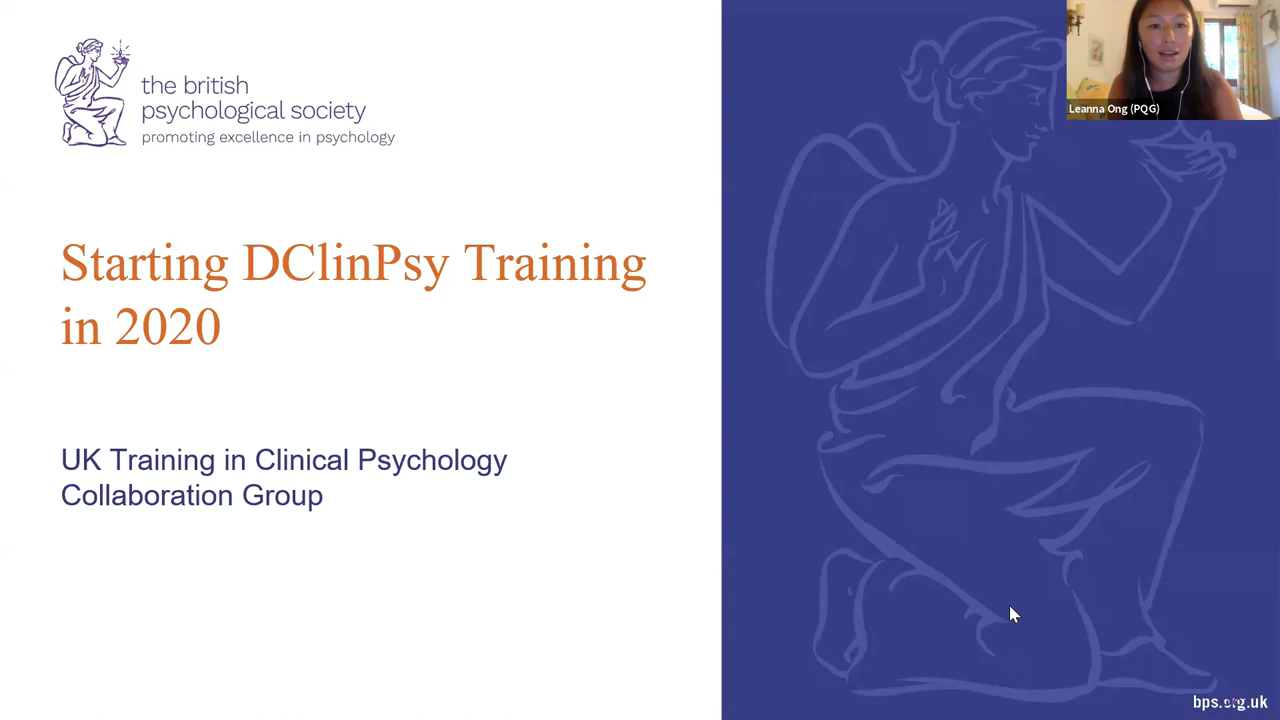 the british
psychological society
promoting excellence in psychology
Starting DClinPsy Training
in 2020
UK Training in Clinical Psychology
Collaboration Group
Leanna Ong (PQG)
bps.org.uk